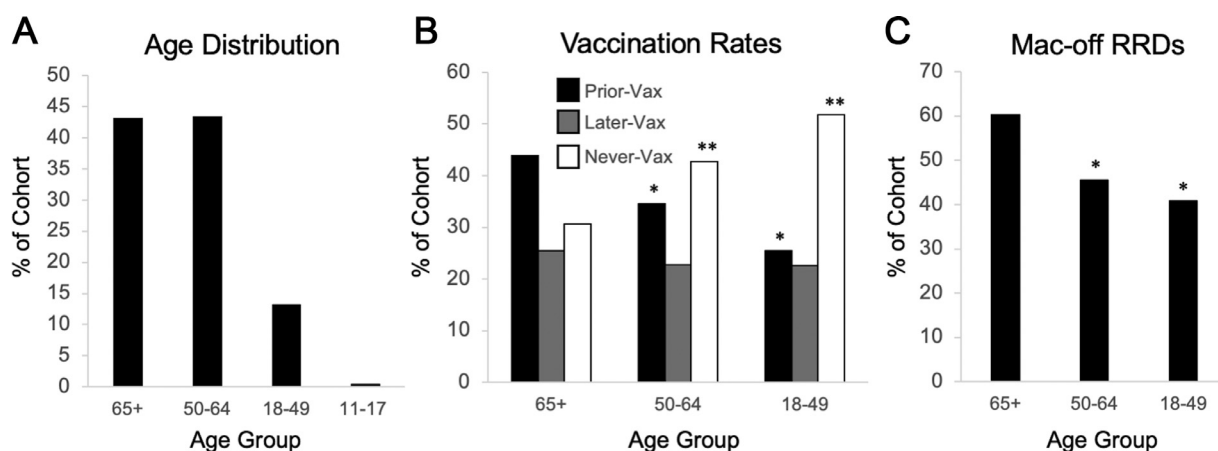 A
Age Distribution
% of Cohort
50
45
40
35
30
25
20
15
10
5
0
65+ 50-64 18-49 11-17
Age Group
B
Vaccination Rates
% of Cohort
60
50
40
30
20
10
0
Prior-Vax
Later-Vax
Never-Vax
*
**
*
**
65+ 50-64 18-49
Age Group
C
Mac-off RRDs
% of Cohort
70
60
50
40
30
20
10
0
*
*
65+ 50-64 18-49
Age Group